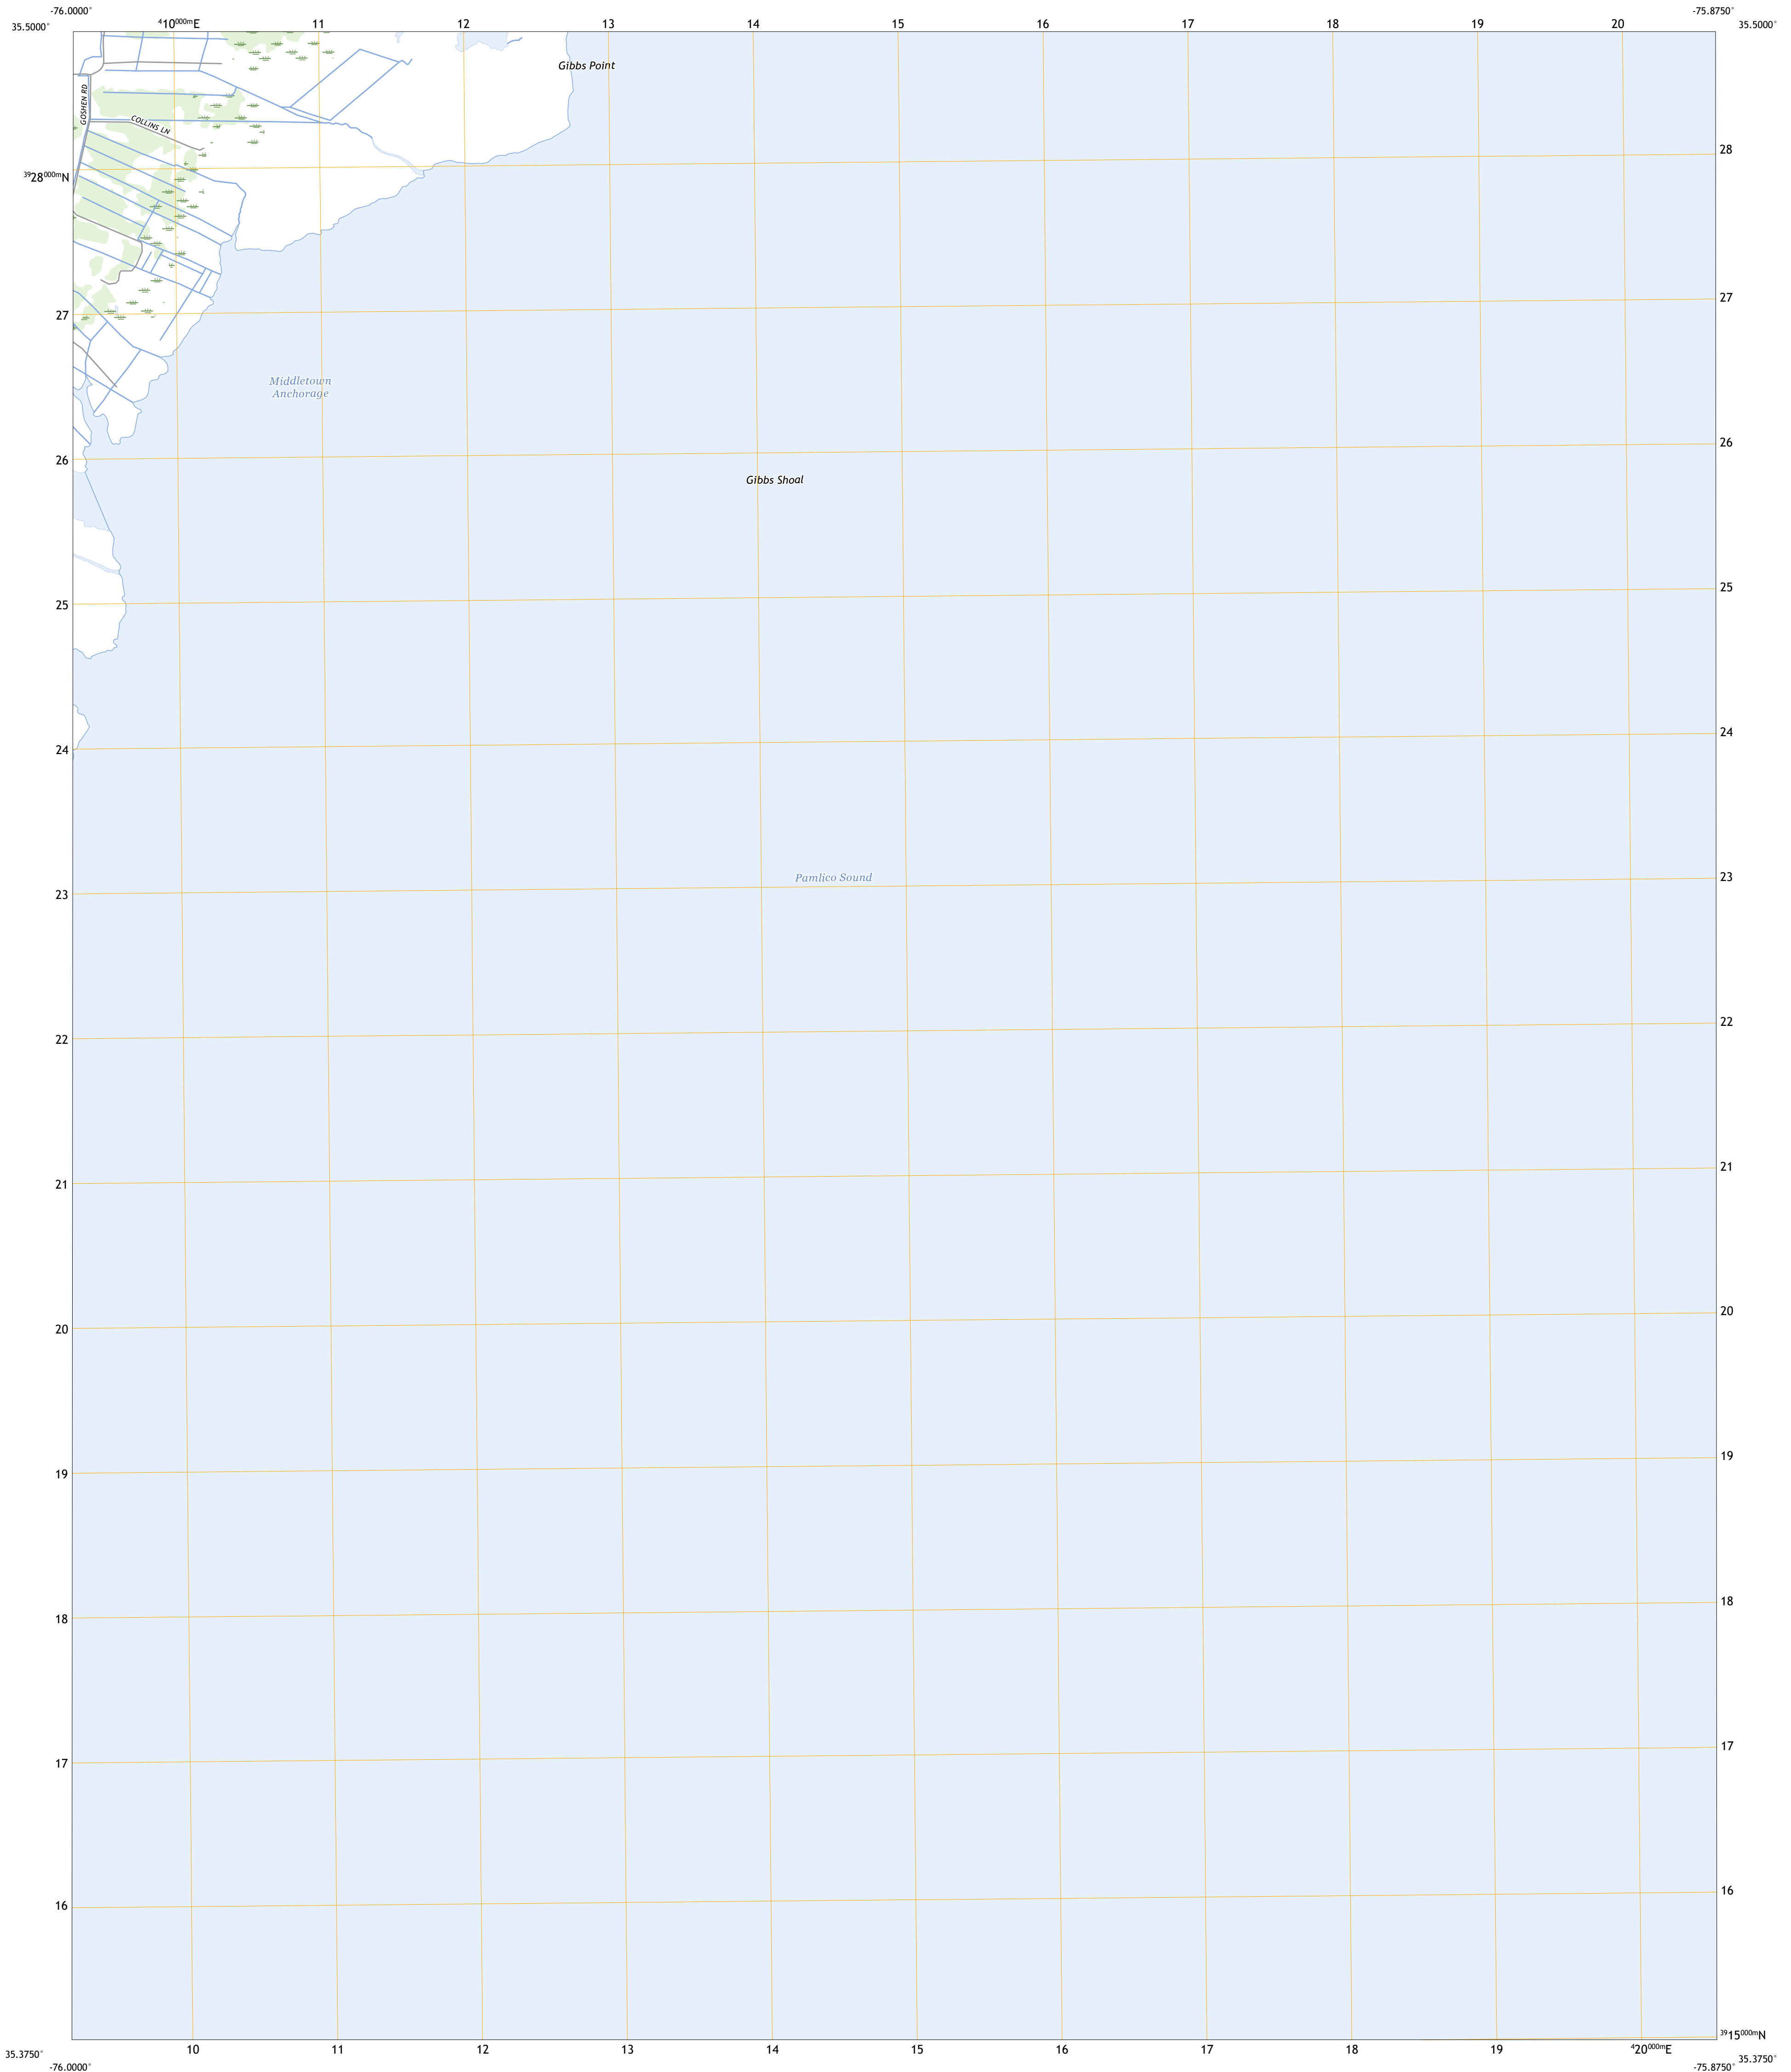 -76.0000° -75.8750°
35.5000° ⁴10⁰⁰⁰ᵐE 11 12 13 14 15 16 17 18 19 20 35.5000°
Gibbs Point
GOSHEN RD
COLLINS LN
28
³⁹28⁰⁰⁰ᵐN
27
27
Middletown
Anchorage
26
26
Gibbs Shoal
25
25
24
24
Pamlico Sound
23
23
22
22
21
21
20
20
19
19
18
18
17
17
16
16
³⁹15⁰⁰⁰ᵐN
10 11 12 13 14 15 16 17 18 19 ⁴20⁰⁰⁰ᵐE
35.3750° 35.3750°
-76.0000° -75.8750°